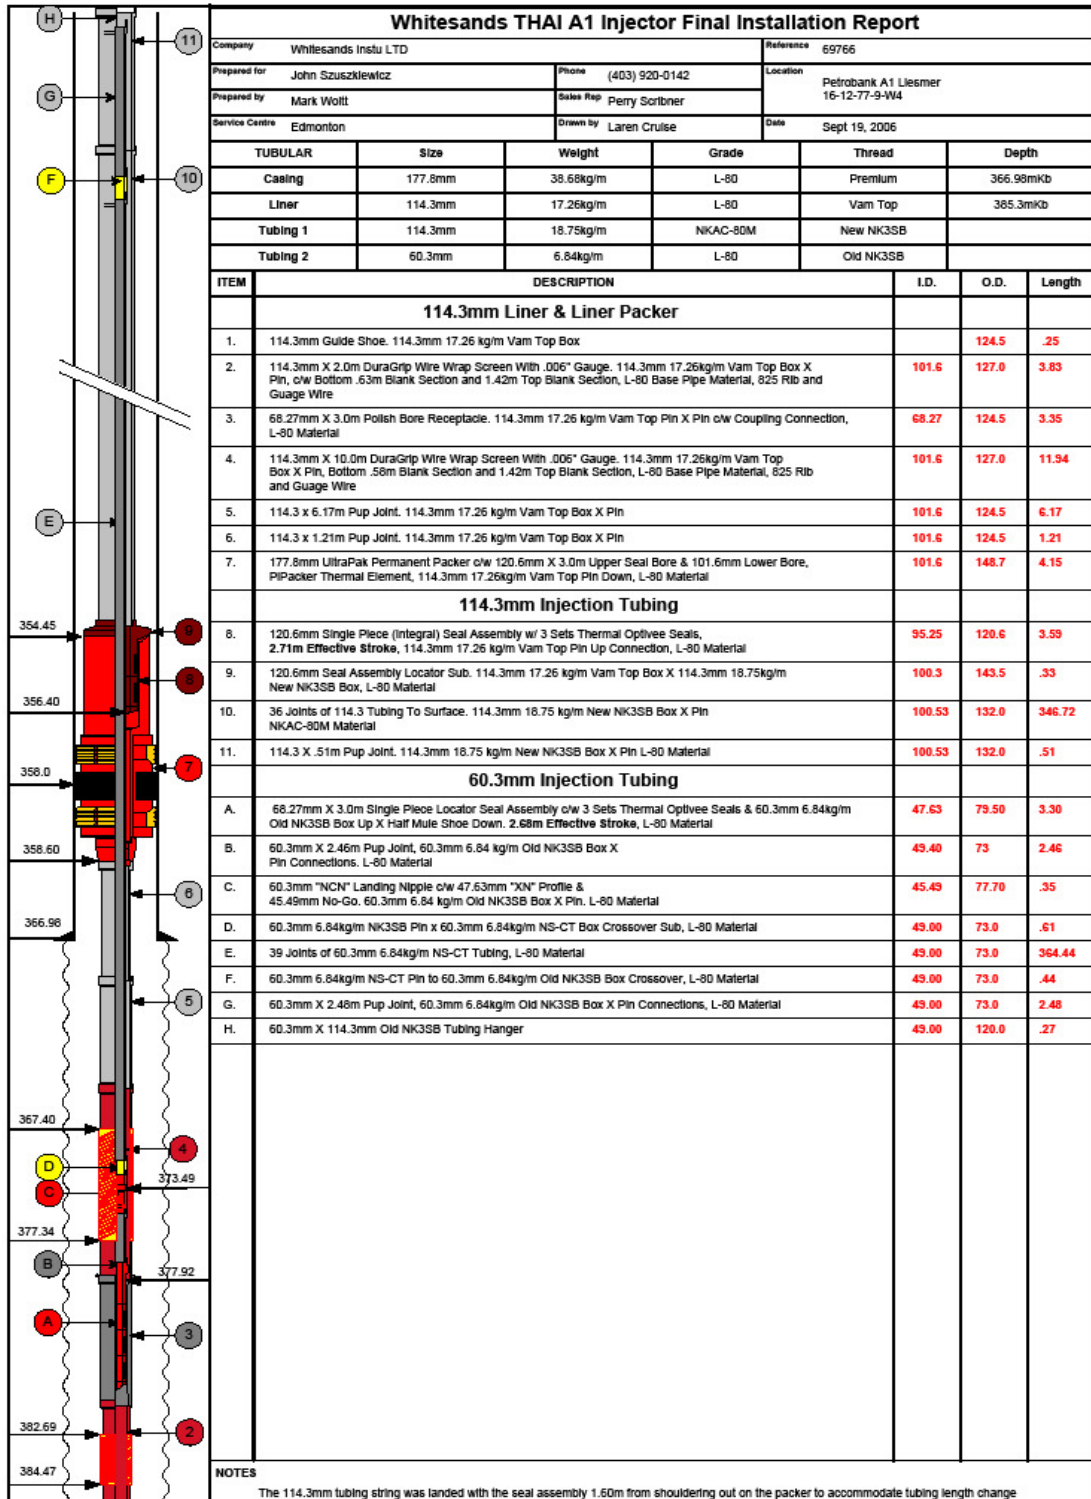 Whitesands THAI A1 Injector Final Installation Report
Company Whitesands Instu LTD Reference 69766
Prepared for John Szuszkiewicz Phone (403) 920-0142 Location Petrobank A1 Liesmer
16-12-77-9-W4
Prepared by Mark Woitt Sales Rep Perry Scribner
Service Centre Edmonton Drawn by Laren Cruise Date Sept 19, 2006
TUBULAR Size Weight Grade Thread Depth
Casing 177.8mm 38.68kg/m L-80 Premium 366.98mKb
Liner 114.3mm 17.26kg/m L-80 Vam Top 385.3mKb
Tubing 1 114.3mm 18.75kg/m NKAC-80M New NK3SB
Tubing 2 60.3mm 6.84kg/m L-80 Old NK3SB
ITEM DESCRIPTION I.D. O.D. Length
114.3mm Liner & Liner Packer
1. 114.3mm Guide Shoe. 114.3mm 17.26 kg/m Vam Top Box 124.5 .25
2. 114.3mm X 2.0m DuraGrip Wire Wrap Screen With .006" Gauge. 114.3mm 17.26kg/m Vam Top Box X 101.6 127.0 3.83
Pin, c/w Bottom .63m Blank Section and 1.42m Top Blank Section, L-80 Base Pipe Material, 825 Rib and
Guage Wire
3. 68.27mm X 3.0m Polish Bore Receptacle. 114.3mm 17.26 kg/m Vam Top Pin X Pin c/w Coupling Connection, 68.27 124.5 3.35
L-80 Material
4. 114.3mm X 10.0m DuraGrip Wire Wrap Screen With .006" Gauge. 114.3mm 17.26kg/m Vam Top 101.6 127.0 11.94
Box X Pin, Bottom .58m Blank Section and 1.42m Top Blank Section, L-80 Base Pipe Material, 825 Rib
and Guage Wire
5. 114.3 x 6.17m Pup Joint. 114.3mm 17.26 kg/m Vam Top Box X Pin 101.6 124.5 6.17
6. 114.3 x 1.21m Pup Joint. 114.3mm 17.26 kg/m Vam Top Box X Pin 101.6 124.5 1.21
7. 177.8mm UltraPak Permanent Packer c/w 120.6mm X 3.0m Upper Seal Bore & 101.6mm Lower Bore, 101.6 148.7 4.15
PiPacker Thermal Element, 114.3mm 17.26kg/m Vam Top Pin Down, L-80 Material
114.3mm Injection Tubing
8. 120.6mm Single Piece (Integral) Seal Assembly w/ 3 Sets Thermal Optivee Seals, 95.25 120.6 3.59
2.71m Effective Stroke, 114.3mm 17.26 kg/m Vam Top Pin Up Connection, L-80 Material
9. 120.6mm Seal Assembly Locator Sub. 114.3mm 17.26 kg/m Vam Top Box X 114.3mm 18.75kg/m 100.3 143.5 .33
New NK3SB Box, L-80 Material
10. 36 Joints of 114.3 Tubing To Surface. 114.3mm 18.75 kg/m New NK3SB Box X Pin 100.53 132.0 346.72
NKAC-80M Material
11. 114.3 X .51m Pup Joint. 114.3mm 18.75 kg/m New NK3SB Box X Pin L-80 Material 100.53 132.0 .51
60.3mm Injection Tubing
A. 68.27mm X 3.0m Single Piece Locator Seal Assembly c/w 3 Sets Thermal Optivee Seals & 60.3mm 6.84kg/m 47.63 79.50 3.30
Old NK3SB Box Up X Half Mule Shoe Down. 2.68m Effective Stroke, L-80 Material
B. 60.3mm X 2.46m Pup Joint, 60.3mm 6.84 kg/m Old NK3SB Box X 49.40 73 2.46
Pin Connections. L-80 Material
C. 60.3mm "NCN" Landing Nipple c/w 47.63mm "XN" Profile & 45.49 77.70 .35
45.49mm No-Go. 60.3mm 6.84 kg/m Old NK3SB Box X Pin. L-80 Material
D. 60.3mm 6.84kg/m NK3SB Pin x 60.3mm 6.84kg/m NS-CT Box Crossover Sub, L-80 Material 49.00 73.0 .61
E. 39 Joints of 60.3mm 6.84kg/m NS-CT Tubing, L-80 Material 49.00 73.0 364.44
F. 60.3mm 6.84kg/m NS-CT Pin to 60.3mm 6.84kg/m Old NK3SB Box Crossover, L-80 Material 49.00 73.0 .44
G. 60.3mm X 2.48m Pup Joint, 60.3mm 6.84kg/m Old NK3SB Box X Pin Connections, L-80 Material 49.00 73.0 2.48
H. 60.3mm X 114.3mm Old NK3SB Tubing Hanger 49.00 120.0 .27
NOTES
The 114.3mm tubing string was landed with the seal assembly 1.60m from shouldering out on the packer to accommodate tubing length change
H
11
G
F
10
E
354.45
9
8
356.40
7
358.0
358.60
6
366.98
5
367.40
4
D
373.49
C
377.34
B
377.92
A
3
382.69
2
384.47